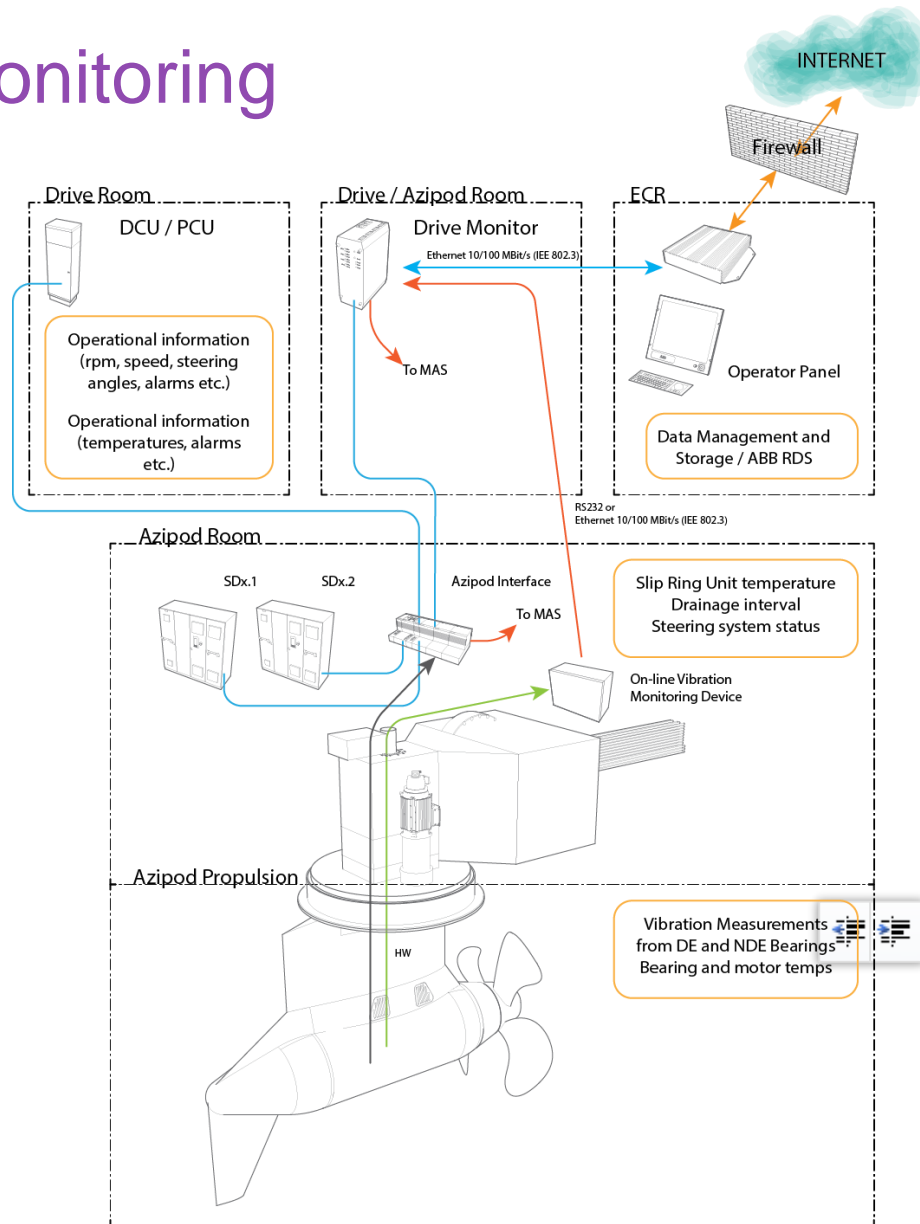 onitoring
INTERNET
Firewall
Drive Room
DCU / PCU
Operational information
(rpm, speed, steering
angles, alarms etc.)
Operational information
(temperatures, alarms
etc.)
Drive / Azipod Room
Drive Monitor
Ethernet 10/100 MBit/s (IEE 802.3)
To MAS
ECR
Operator Panel
Data Management and
Storage / ABB RDS
RS232 or
Ethernet 10/100 MBit/s (IEE 802.3)
Azipod Room
SDx.1
SDx.2
Azipod Interface
To MAS
Slip Ring Unit temperature
Drainage interval
Steering system status
On-line Vibration
Monitoring Device
Azipod Propulsion
HW
Vibration Measurements
from DE and NDE Bearings
Bearing and motor temps